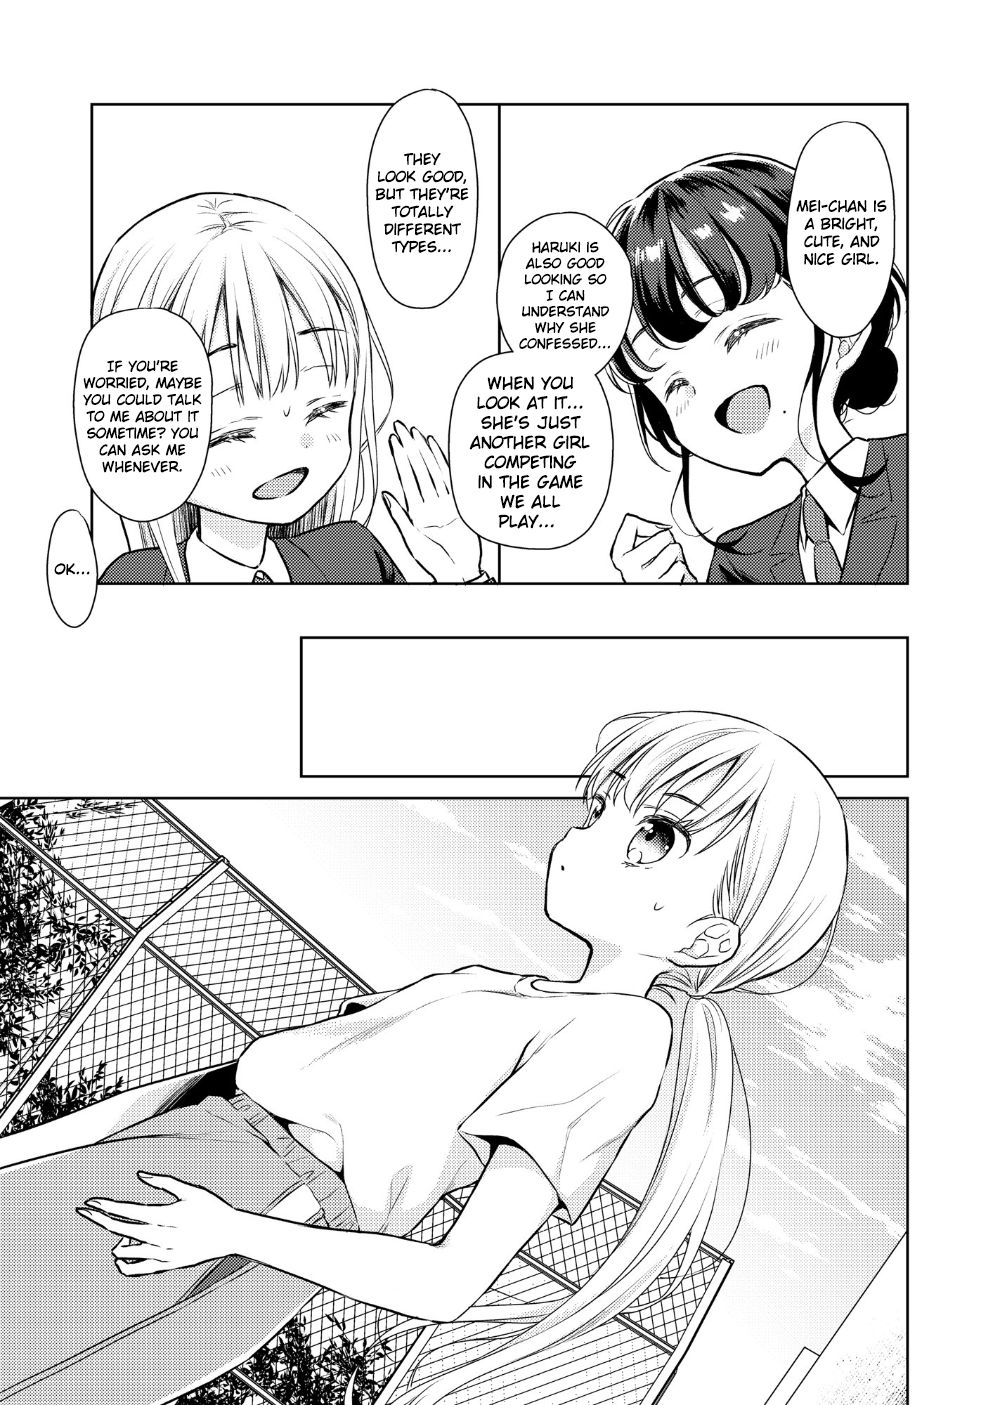 MEI-CHAN IS
A BRIGHT,
CUTE, AND
NICE GIRL.
HARUKI IS
ALSO GOOD
LOOKING SO
I CAN
UNDERSTAND
WHY SHE
CONFESSED...
WHEN YOU
LOOK AT IT...
SHE'S JUST
ANOTHER GIRL
COMPETING
IN THE GAME
WE ALL
PLAY...
THEY
LOOK GOOD,
BUT THEY'RE
TOTALLY
DIFFERENT
TYPES...
IF YOU'RE
WORRIED, MAYBE
YOU COULD TALK
TO ME ABOUT IT
SOMETIME? YOU
CAN ASK ME
WHENEVER.
OK...